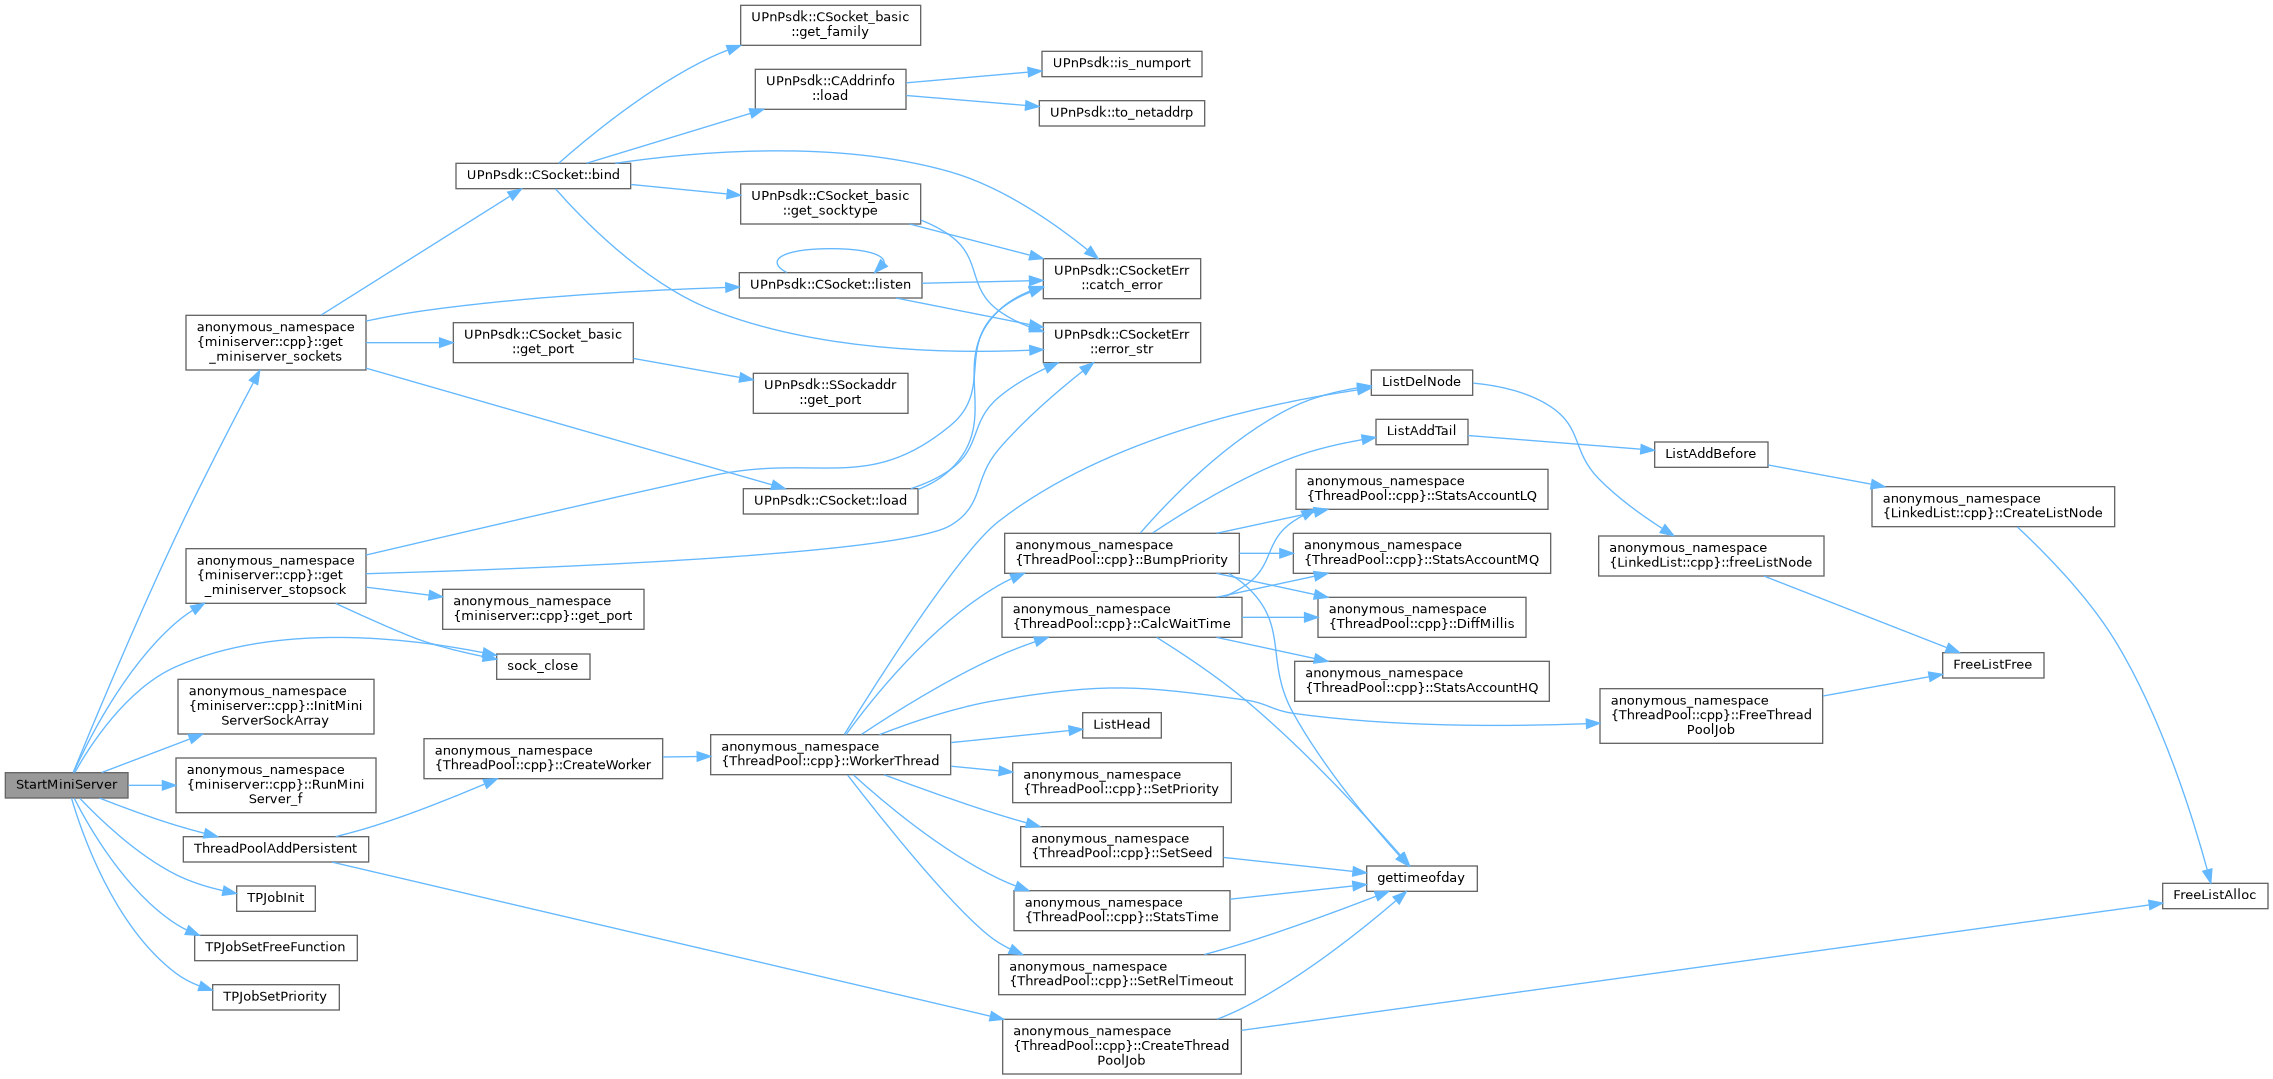 StartMiniServer
anonymous_namespace
{miniserver::cpp}::get
_miniserver_sockets
anonymous_namespace
{miniserver::cpp}::get
_miniserver_stopsock
anonymous_namespace
{miniserver::cpp}::InitMini
ServerSockArray
anonymous_namespace
{miniserver::cpp}::RunMini
Server_f
ThreadPoolAddPersistent
TPJobInit
TPJobSetFreeFunction
TPJobSetPriority
UPnPsdk::CSocket::bind
UPnPsdk::CSocket_basic
::get_port
anonymous_namespace
{miniserver::cpp}::get_port
sock_close
anonymous_namespace
{ThreadPool::cpp}::CreateWorker
UPnPsdk::CSocket_basic
::get_family
UPnPsdk::CAddrinfo
::load
UPnPsdk::CSocket_basic
::get_socktype
UPnPsdk::CSocket::listen
UPnPsdk::SSockaddr
::get_port
UPnPsdk::CSocket::load
anonymous_namespace
{ThreadPool::cpp}::WorkerThread
UPnPsdk::is_numport
UPnPsdk::to_netaddrp
UPnPsdk::CSocketErr
::catch_error
UPnPsdk::CSocketErr
::error_str
anonymous_namespace
{ThreadPool::cpp}::BumpPriority
anonymous_namespace
{ThreadPool::cpp}::CalcWaitTime
ListHead
anonymous_namespace
{ThreadPool::cpp}::SetPriority
anonymous_namespace
{ThreadPool::cpp}::SetSeed
anonymous_namespace
{ThreadPool::cpp}::StatsTime
anonymous_namespace
{ThreadPool::cpp}::SetRelTimeout
anonymous_namespace
{ThreadPool::cpp}::CreateThread
PoolJob
ListDelNode
ListAddTail
anonymous_namespace
{ThreadPool::cpp}::StatsAccountLQ
anonymous_namespace
{ThreadPool::cpp}::StatsAccountMQ
anonymous_namespace
{ThreadPool::cpp}::DiffMillis
anonymous_namespace
{ThreadPool::cpp}::StatsAccountHQ
gettimeofday
ListAddBefore
anonymous_namespace
{LinkedList::cpp}::freeListNode
anonymous_namespace
{ThreadPool::cpp}::FreeThread
PoolJob
anonymous_namespace
{LinkedList::cpp}::CreateListNode
FreeListFree
FreeListAlloc